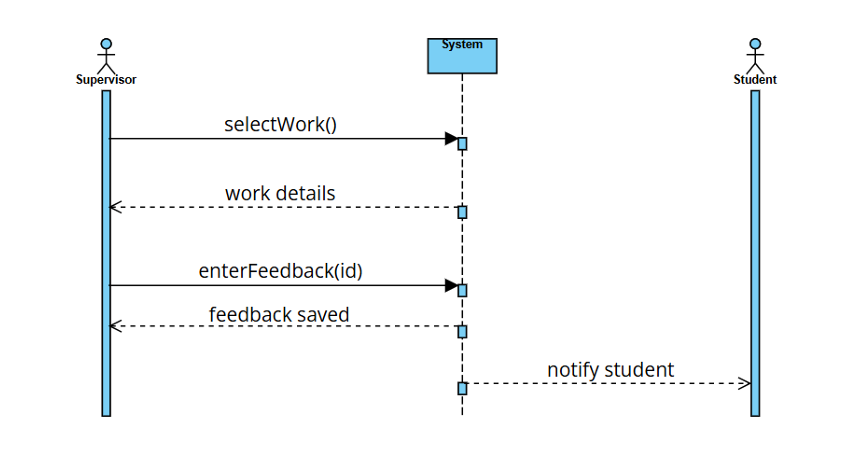 System
Supervisor
Student
selectWork()
work details
enterFeedback(id)
feedback saved
notify student